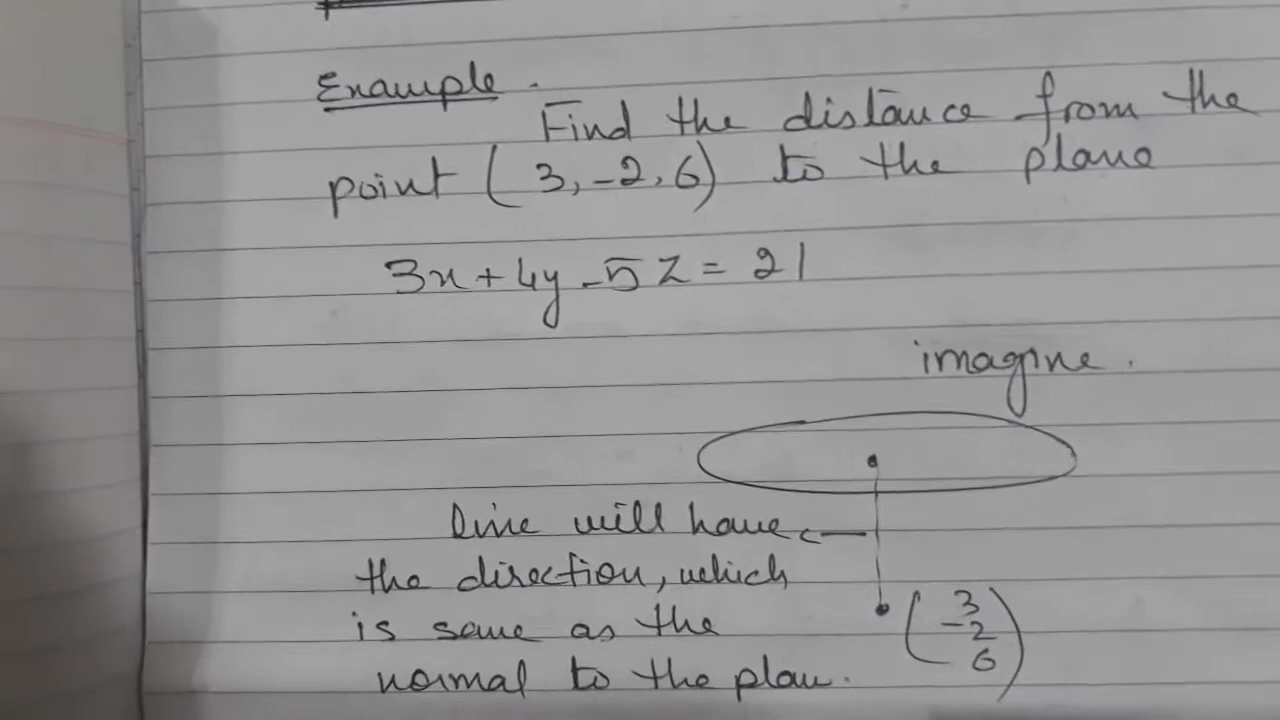 Example.
Find the distance from the
point (3, -2, 6) to the plane
3x + 4y - 5z = 21
imagine.
Line will have
the direction, which
is same as the
normal to the plan.
3
-2
6